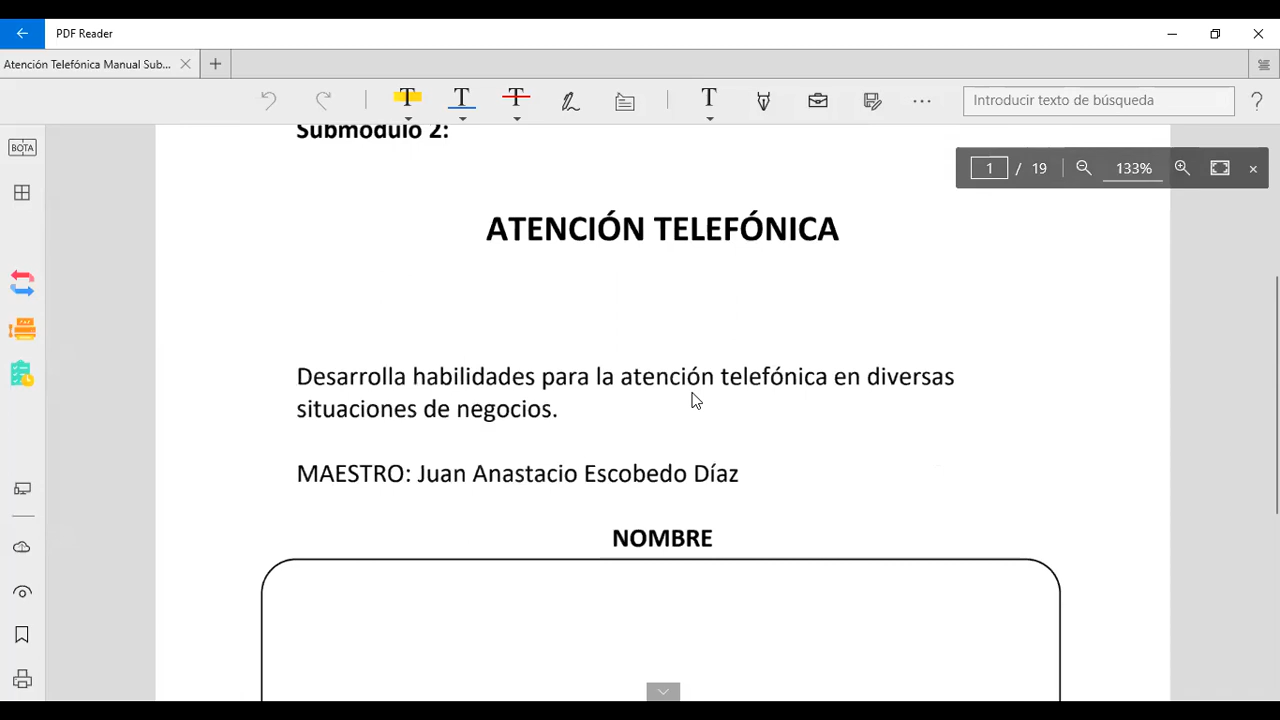 PDF Reader
Atención Telefónica Manual Sub...
Introducir texto de búsqueda
BOTA
1 / 19
133%
Submódulo 2:
ATENCIÓN TELEFÓNICA
Desarrolla habilidades para la atención telefónica en diversas
situaciones de negocios.
MAESTRO: Juan Anastacio Escobedo Díaz
NOMBRE